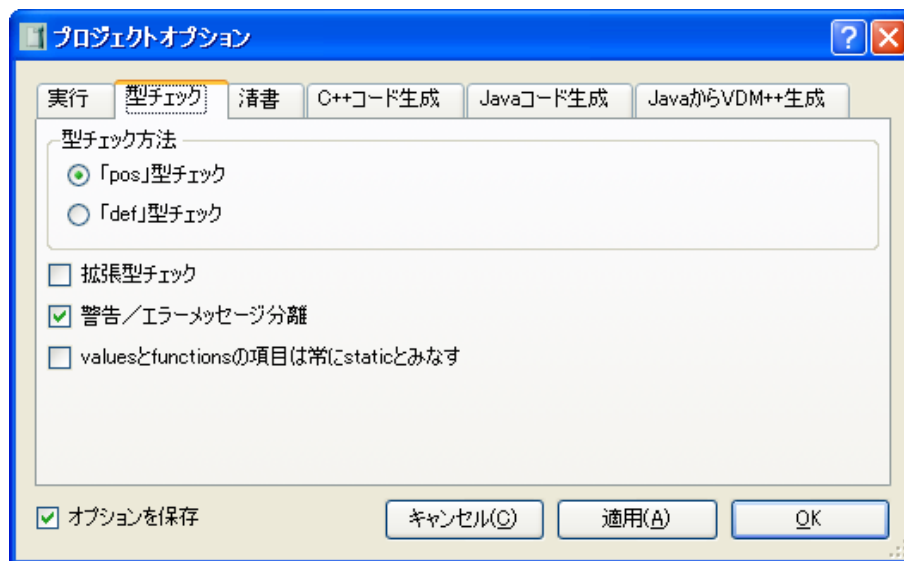 プロジェクトオプション
実行 型チェック 清書 C++コード生成 Javaコード生成 JavaからVDM++生成
型チェック方法
「pos」型チェック
「def」型チェック
拡張型チェック
警告／エラーメッセージ分離
valuesとfunctionsの項目は常にstaticとみなす
オプションを保存 キャンセル(C) 適用(A) OK